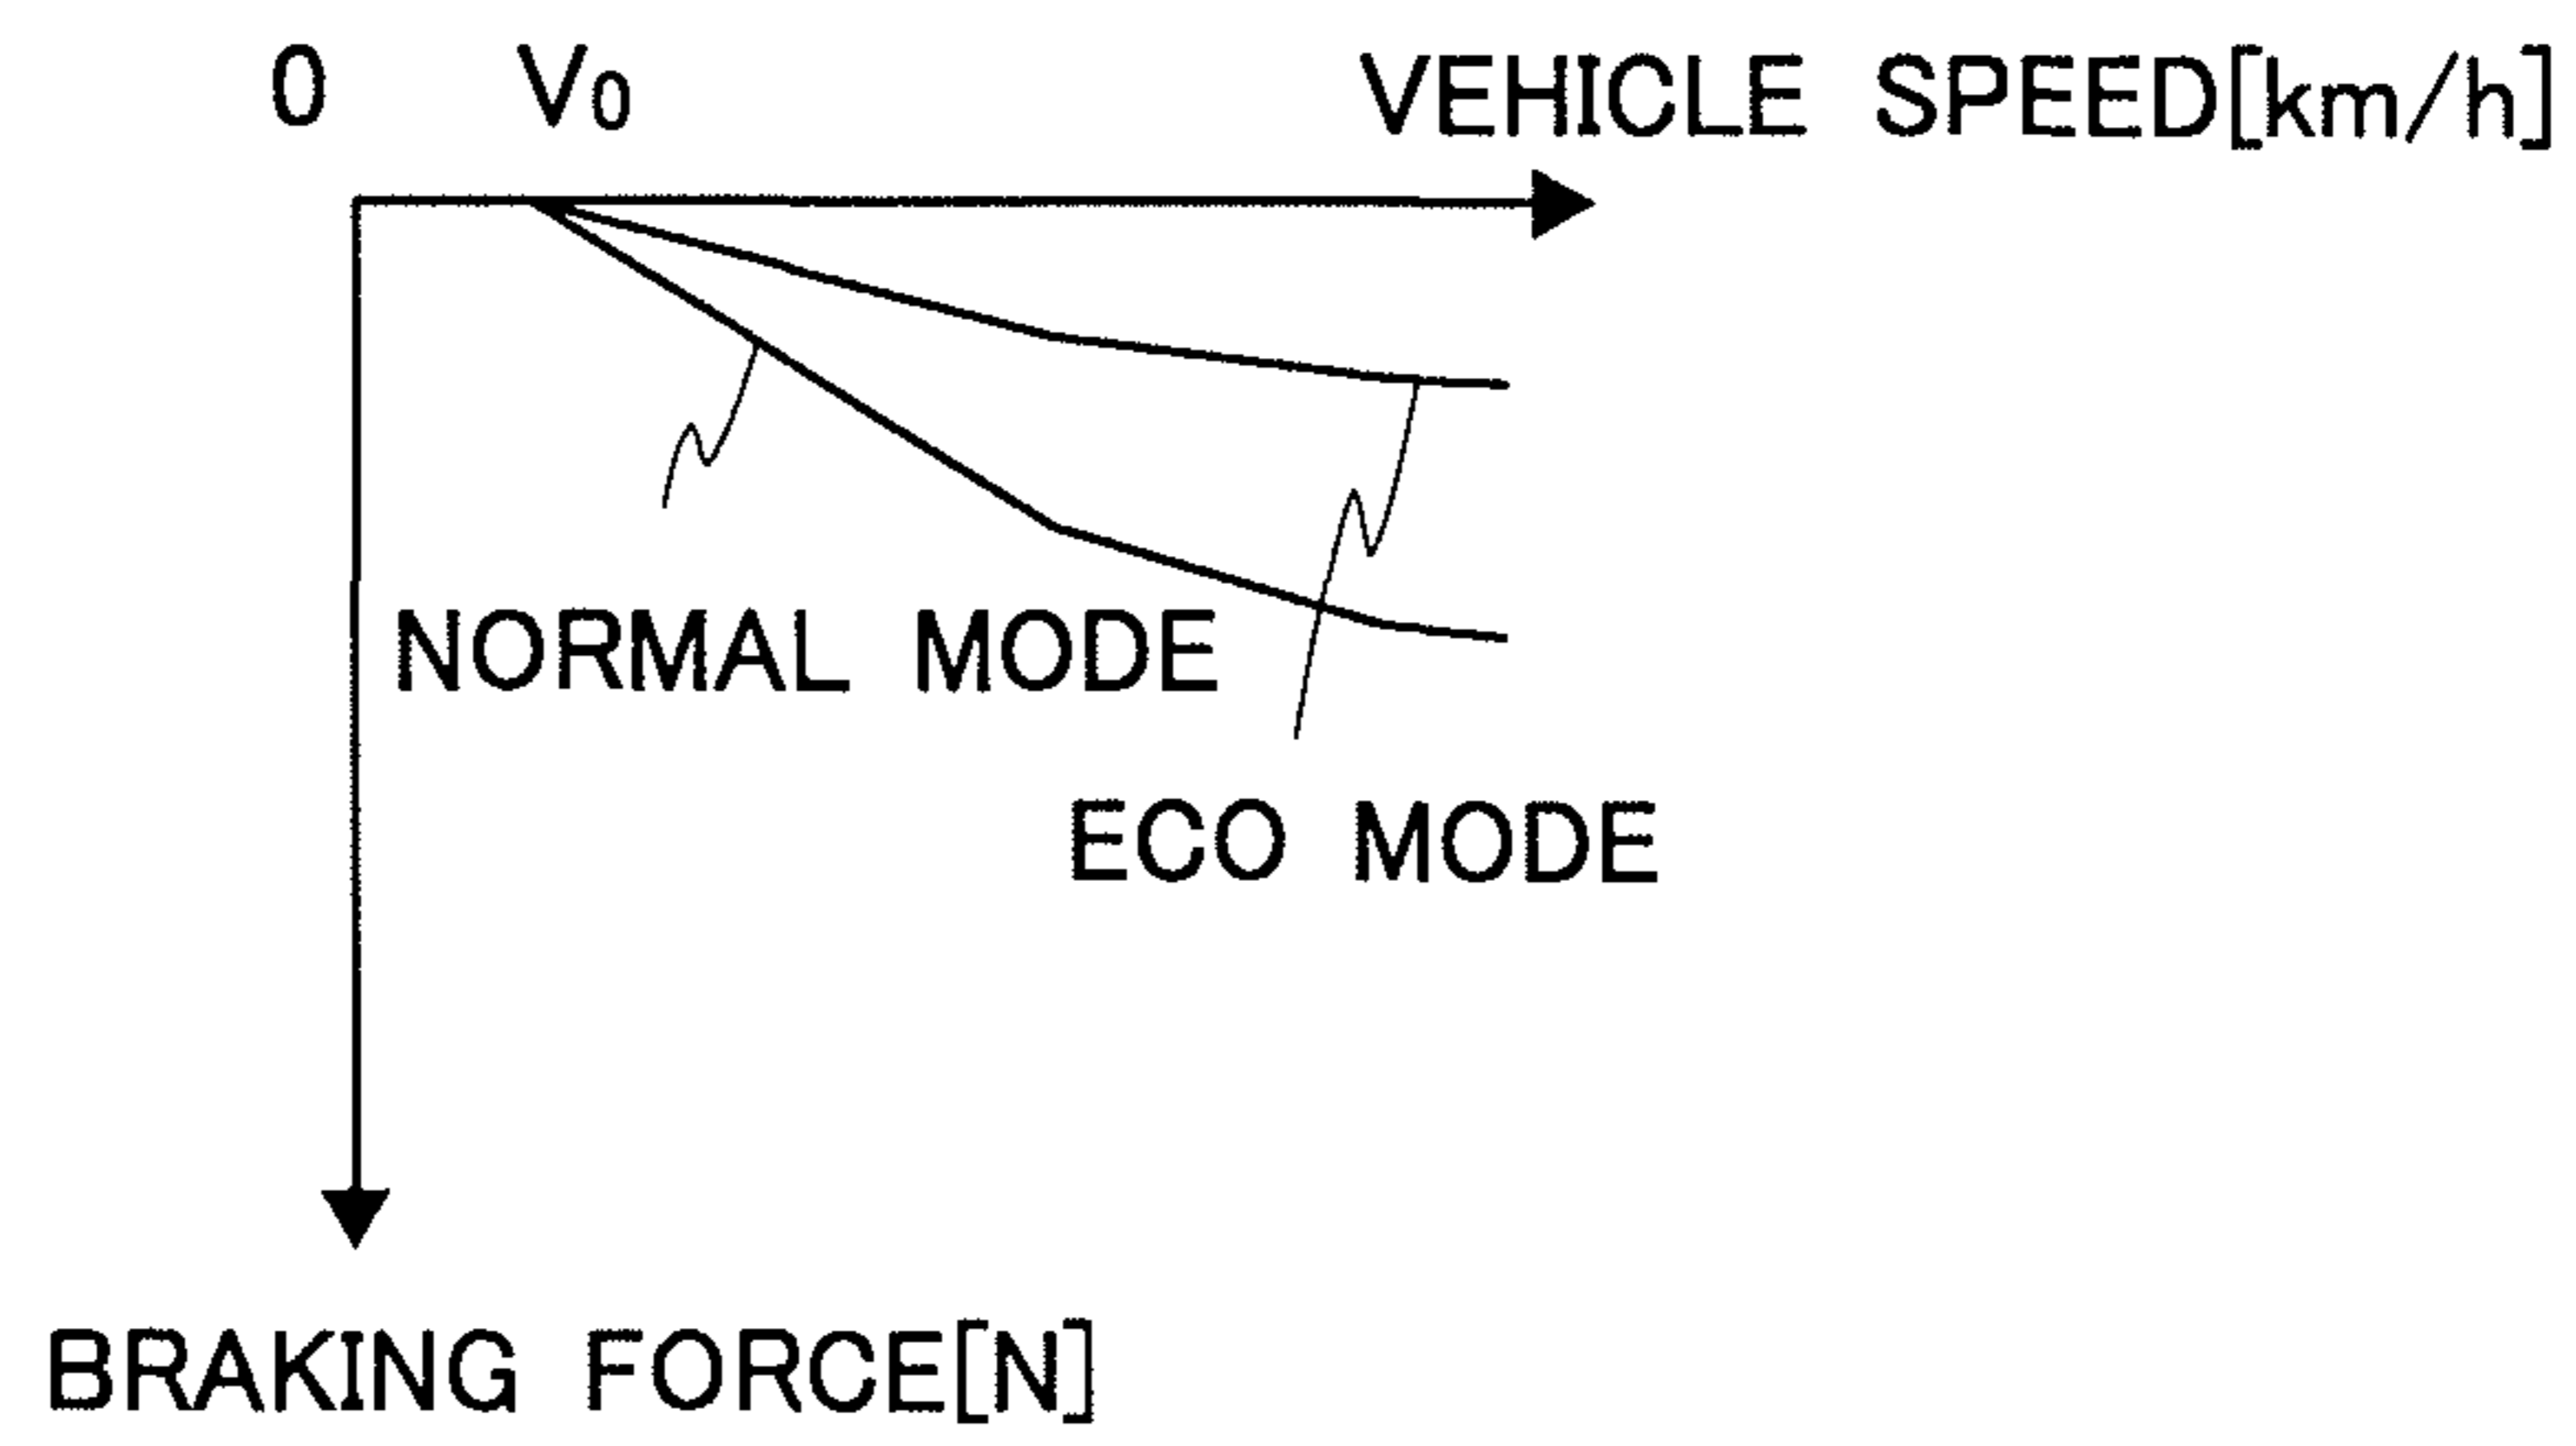 0 V0 VEHICLE SPEED[km/h]
NORMAL MODE
ECO MODE
BRAKING FORCE[N]